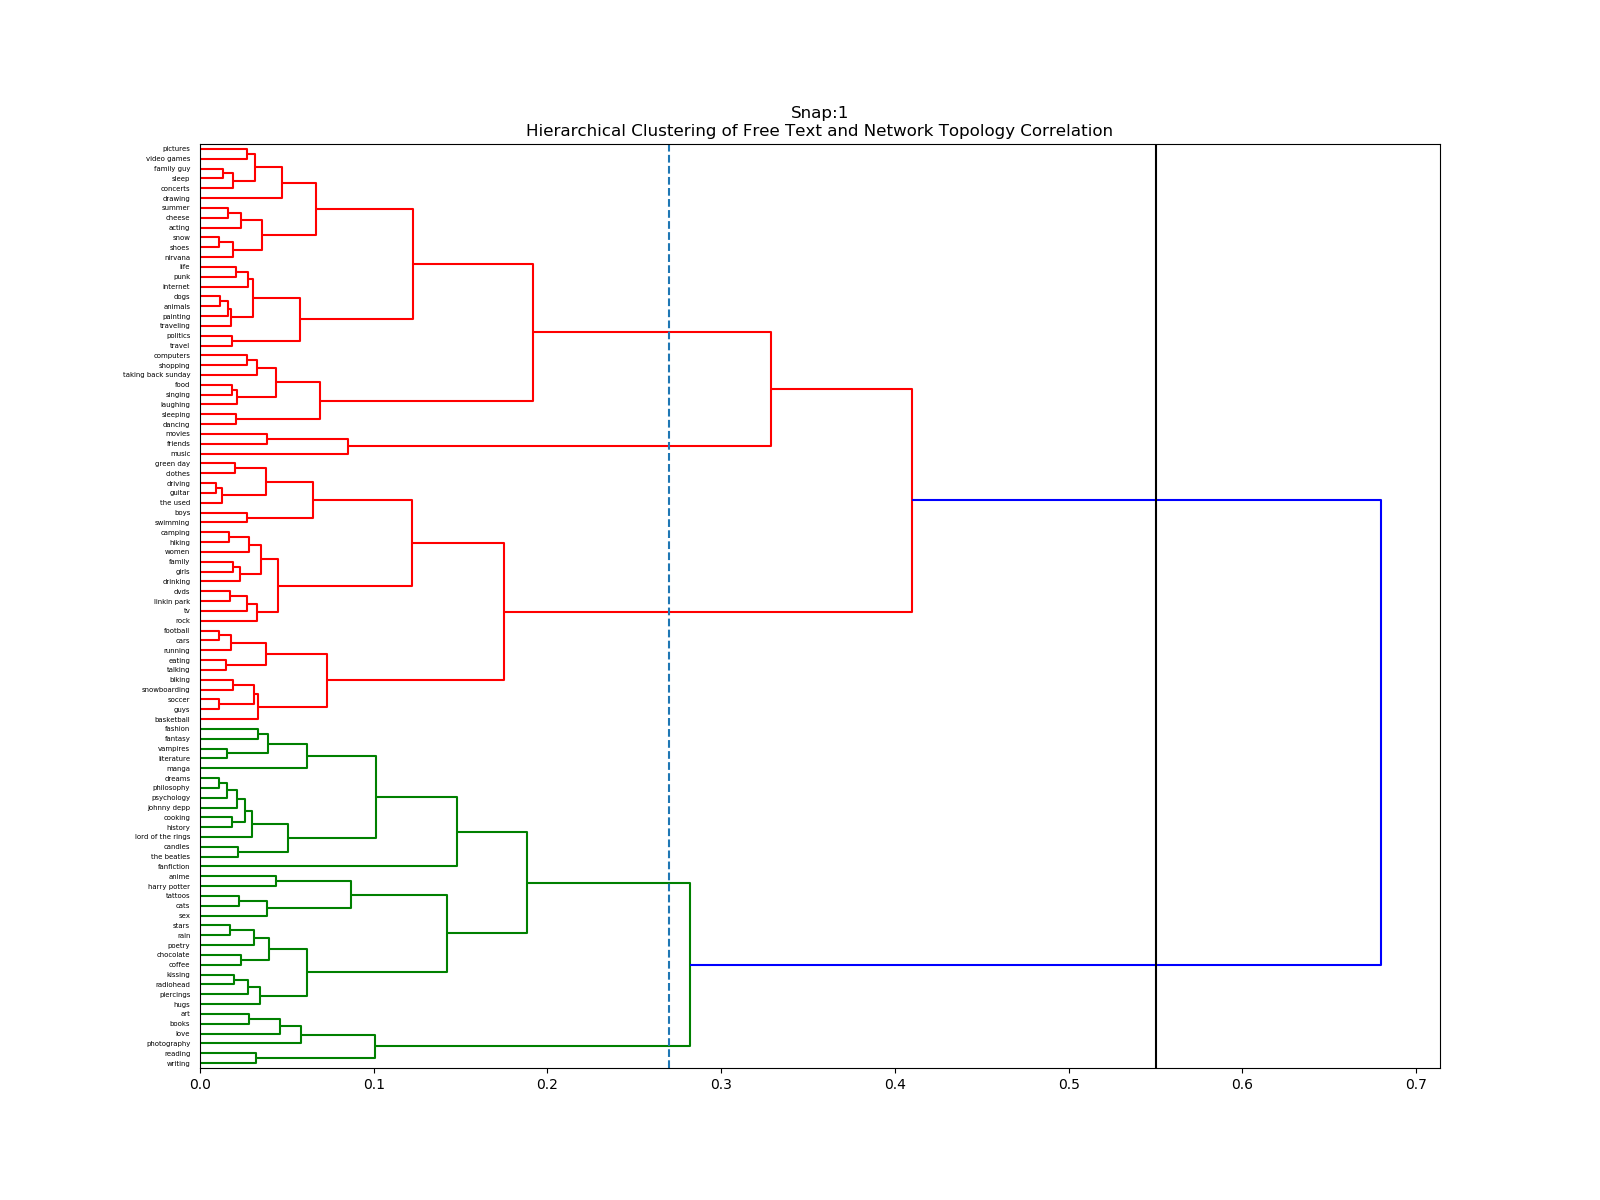 Snap:1
Hierarchical Clustering of Free Text and Network Topology Correlation
pictures
video games
family guy
sleep
concerts
drawing
summer
cheese
acting
snow
shoes
nirvana
life
punk
internet
dogs
animals
painting
traveling
politics
travel
computers
shopping
taking back sunday
food
singing
laughing
sleeping
dancing
movies
friends
music
green day
clothes
driving
guitar
the used
boys
swimming
camping
hiking
women
family
girls
drinking
dvds
linkin park
tv
rock
football
cars
running
eating
talking
biking
snowboarding
soccer
guys
basketball
fashion
fantasy
vampires
literature
manga
dreams
philosophy
psychology
johnny depp
cooking
history
lord of the rings
candles
the beatles
fanfiction
anime
harry potter
tattoos
cats
sex
stars
rain
poetry
chocolate
coffee
kissing
radiohead
piercings
hugs
art
books
love
photography
reading
writing
0.0 0.1 0.2 0.3 0.4 0.5 0.6 0.7